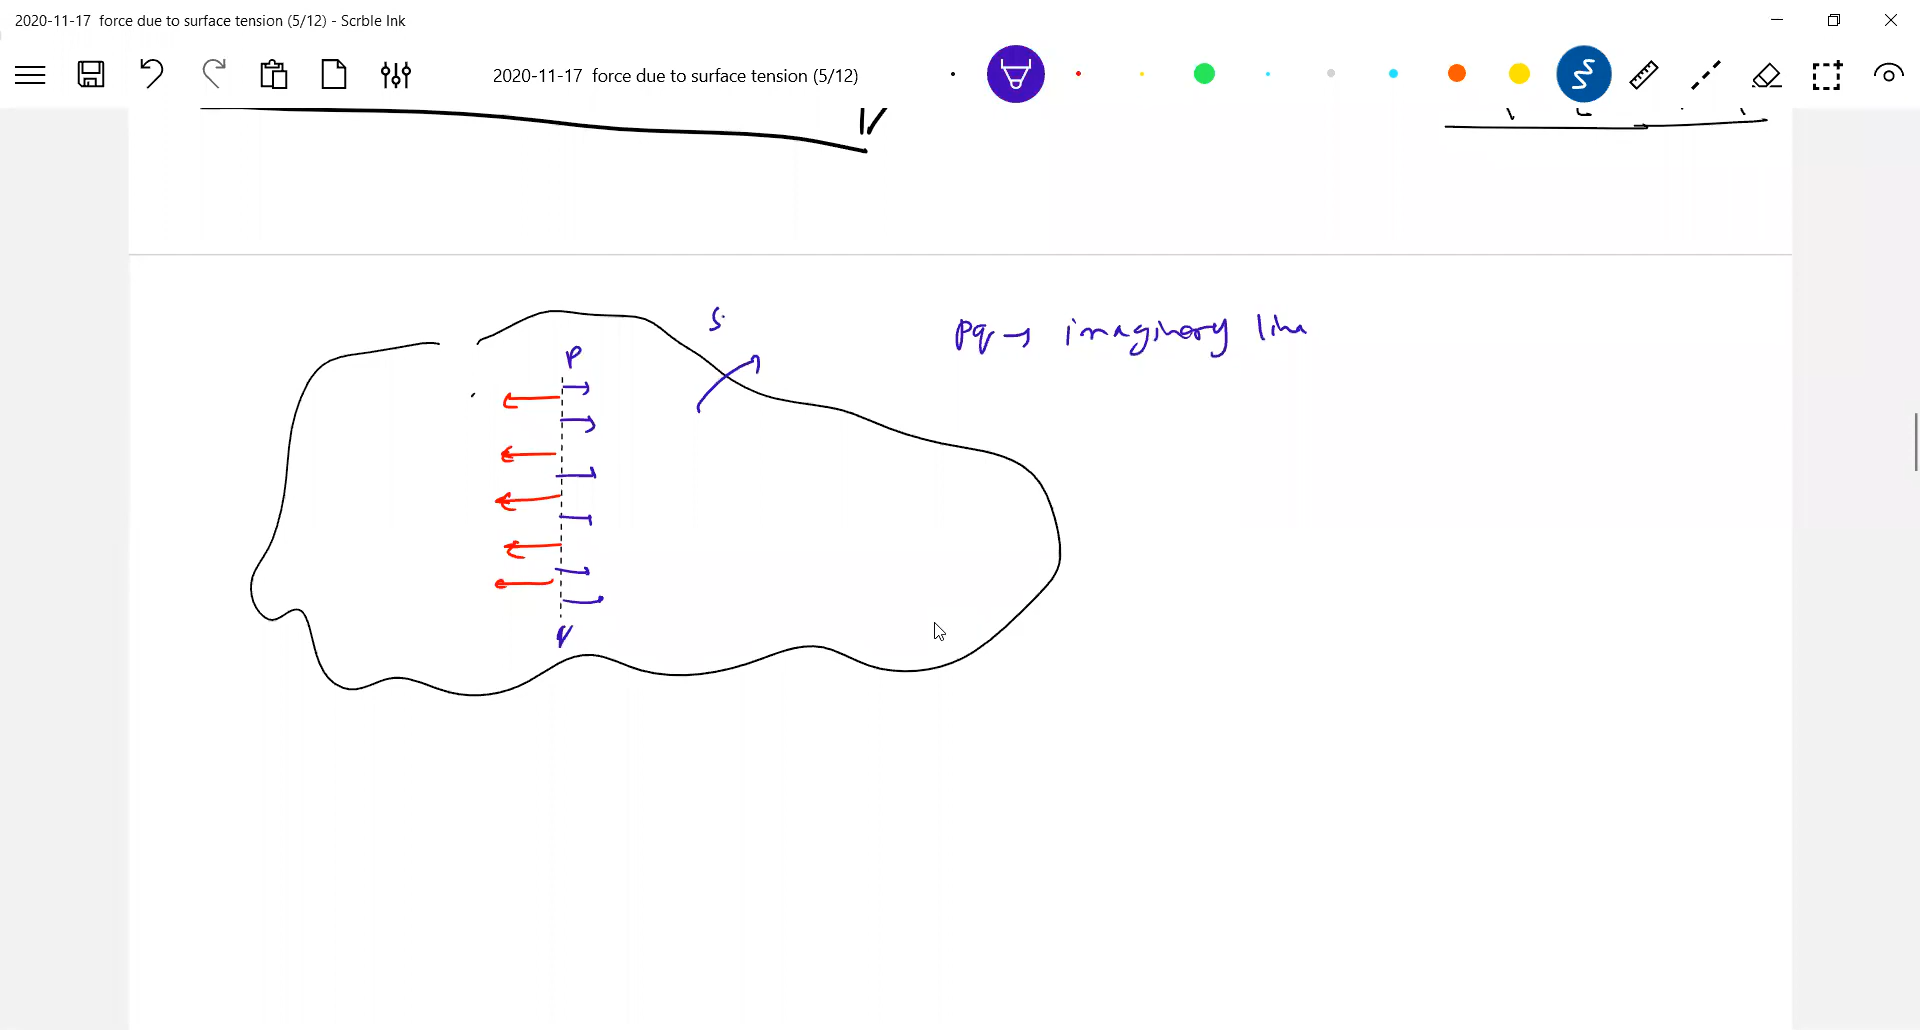 2020-11-17 force due to surface tension (5/12) - Scrble Ink
2020-11-17 force due to surface tension (5/12)
S
Pq → imaginory line
P
q